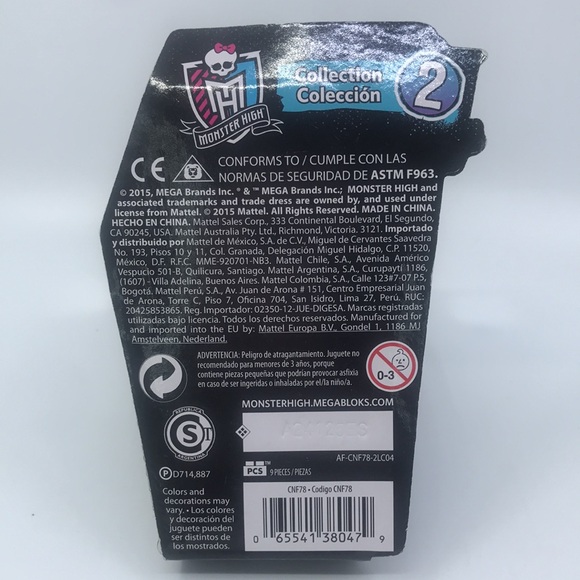 MONSTER HIGH
Collection
Colección
2
CE
CONFORMS TO / CUMPLE CON LAS
NORMAS DE SEGURIDAD DE ASTM F963.
© 2015, MEGA Brands Inc. ® & ™ MEGA Brands Inc.; MONSTER HIGH and
associated trademarks and trade dress are owned by, and used under
license from Mattel. © 2015 Mattel. All Rights Reserved. MADE IN CHINA.
HECHO EN CHINA. Mattel Sales Corp., 333 Continental Boulevard, El Segundo,
CA 90245, USA. Mattel Australia Pty. Ltd., Richmond, Victoria. 3121. Importado
y distribuido por Mattel de México, S.A. de C.V., Miguel de Cervantes Saavedra
No. 193, Pisos 10 y 11, Col. Granada, Delegación Miguel Hidalgo, C.P. 11520,
México, D.F. R.F.C. MME-920701-NB3. Mattel Chile, S.A., Avenida Américo
Vespucio 501-B, Quilicura, Santiago. Mattel Argentina, S.A., Curupaytí 1186,
(1607) - Villa Adelina, Buenos Aires. Mattel Colombia, S.A., Calle 123#7-07 P.5,
Bogotá. Mattel Perú, S.A., Av. Juan de Arona # 151, Centro Empresarial Juan
de Arona, Torre C, Piso 7, Oficina 704, San Isidro, Lima 27, Perú. RUC:
20425853865. Reg. Importador: 02350-12-JUE-DIGESA. Marcas registradas
utilizadas bajo licencia. Todos los derechos reservados. Manufactured for
and imported into the EU by: Mattel Europa B.V., Gondel 1, 1186 MJ
Amstelveen, Nederland.
ADVERTENCIA: Peligro de atragantamiento. Juguete no
recomendado para menores de 3 años, porque
contiene piezas pequeñas que podrían provocar asfixia
en caso de ser ingeridas o inhaladas por el/la niño/a.
0-3
MONSTERHIGH.MEGABLOKS.COM
REPUBLICA
S I
ARGENTINA
AF-CNF78-2LC04
PCS™ 9 PIECES / PIEZAS
Ⓟ D714,887
CNF78 • Codigo CNF78
Colors and
decorations may
vary. • Los colores
y decoración del
juguete pueden
ser distintos de
los mostrados.
0 65541 38047 9